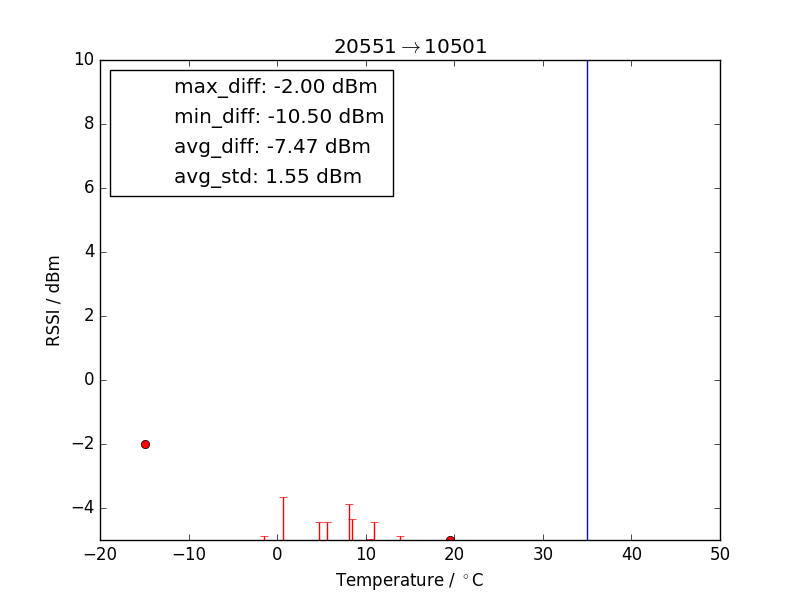 20551→10501
max_diff: -2.00 dBm
min_diff: -10.50 dBm
avg_diff: -7.47 dBm
avg_std: 1.55 dBm
10
8
6
4
2
0
−2
−4
RSSI / dBm
−20 −10 0 10 20 30 40 50
Temperature / °C